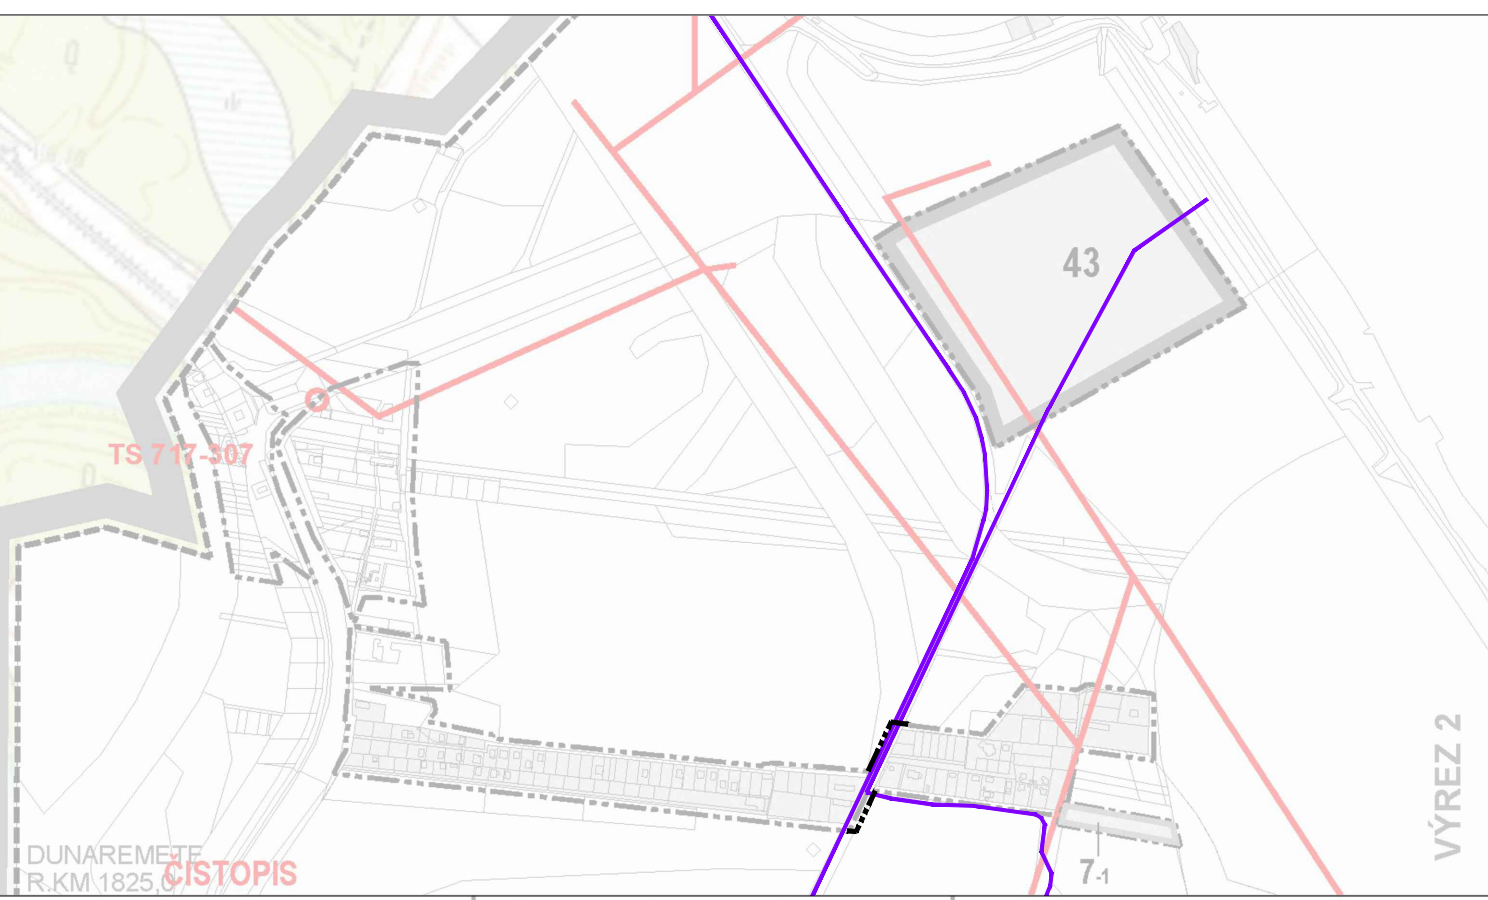 43
TS 717-307
VÝREZ 2
DUNAREMETE
R.KM 1825,0
ČISTOPIS
7-1